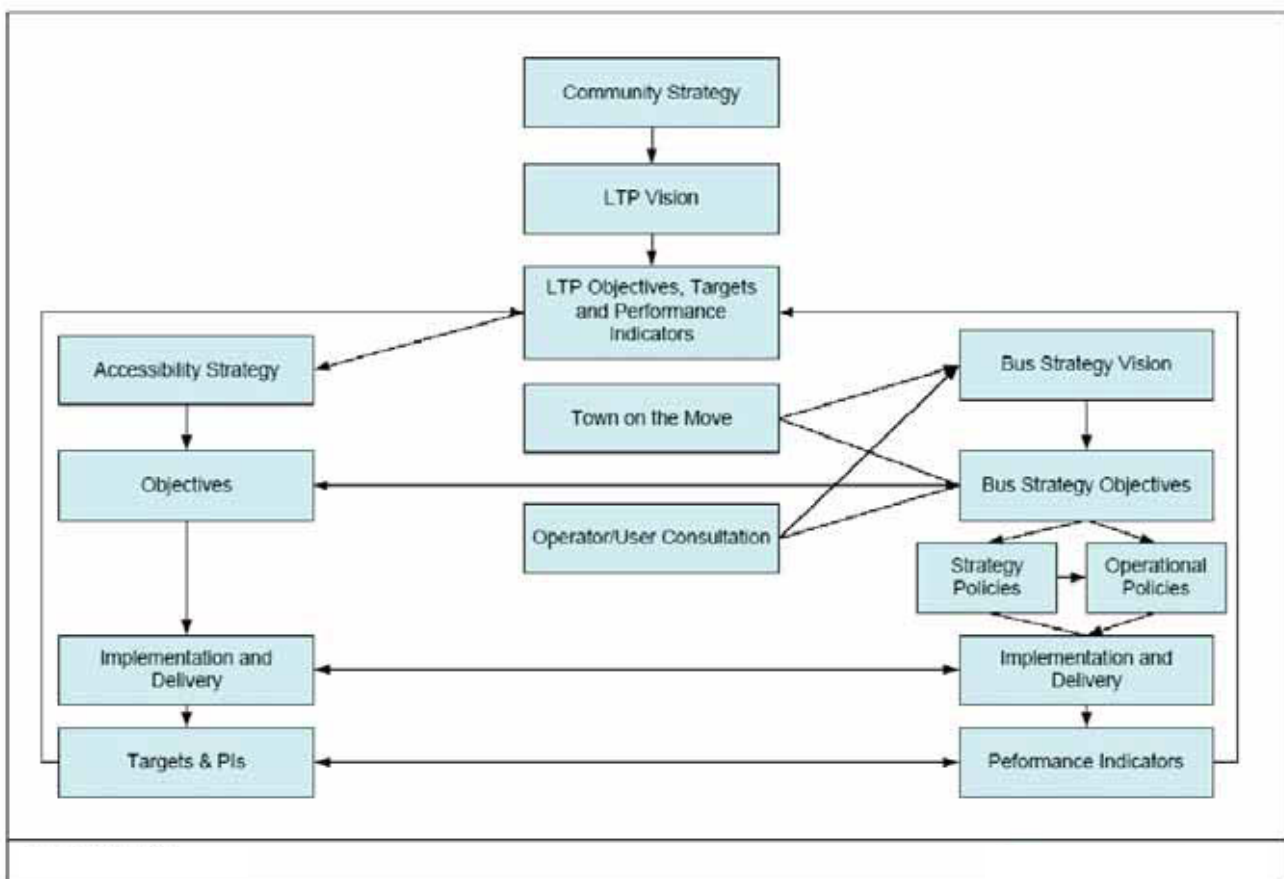 Community Strategy
LTP Vision
LTP Objectives, Targets
and Performance
Indicators
Accessibility Strategy
Bus Strategy Vision
Town on the Move
Objectives
Bus Strategy Objectives
Operator/User Consultation
Strategy
Policies
Operational
Policies
Implementation and
Delivery
Implementation and
Delivery
Targets & PIs
Peformance Indicators